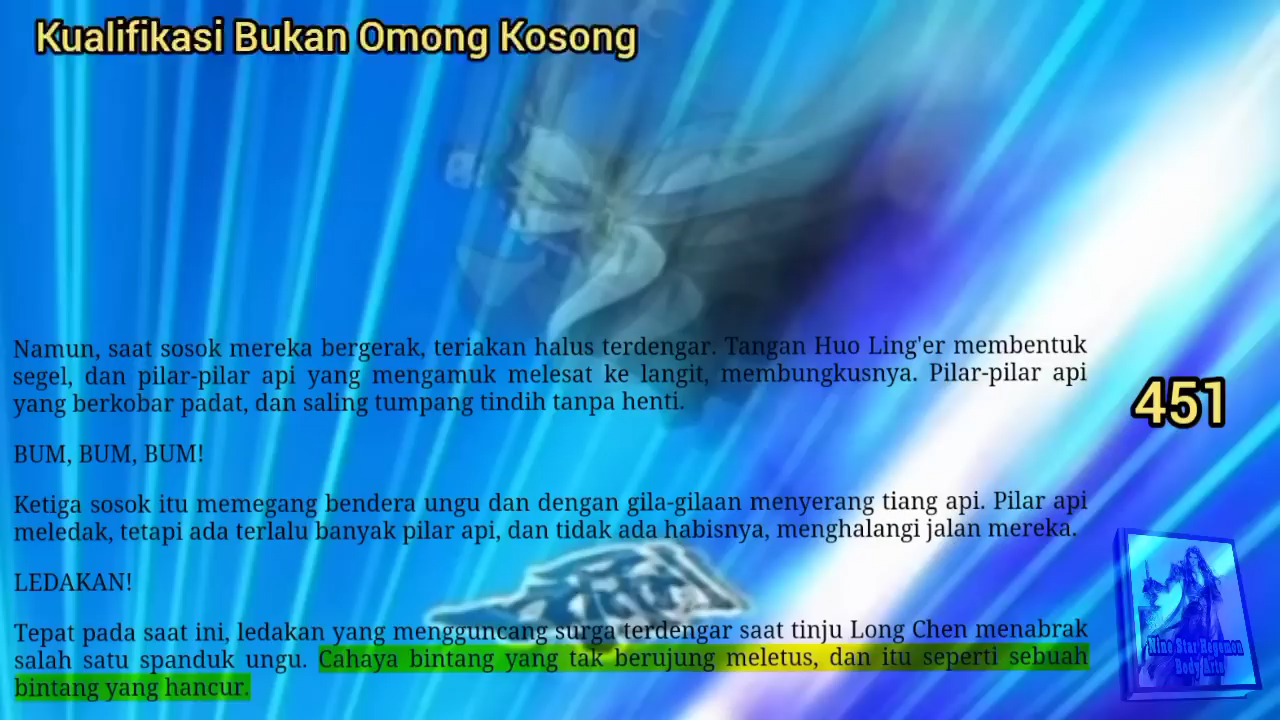 Kualifikasi Bukan Omong Kosong
Namun, saat sosok mereka bergerak, teriakan halus terdengar. Tangan Huo Ling'er membentuk
segel, dan pilar-pilar api yang mengamuk melesat ke langit, membungkusnya. Pilar-pilar api
yang berkobar padat, dan saling tumpang tindih tanpa henti.
BUM, BUM, BUM!
Ketiga sosok itu memegang bendera ungu dan dengan gila-gilaan menyerang tiang api. Pilar api
meledak, tetapi ada terlalu banyak pilar api, dan tidak ada habisnya, menghalangi jalan mereka.
LEDAKAN!
Tepat pada saat ini, ledakan yang mengguncang surga terdengar saat tinju Long Chen menabrak
salah satu spanduk ungu. Cahaya bintang yang tak berujung meletus, dan itu seperti sebuah
bintang yang hancur.
451
Nine Star Hegemon
Body Arts